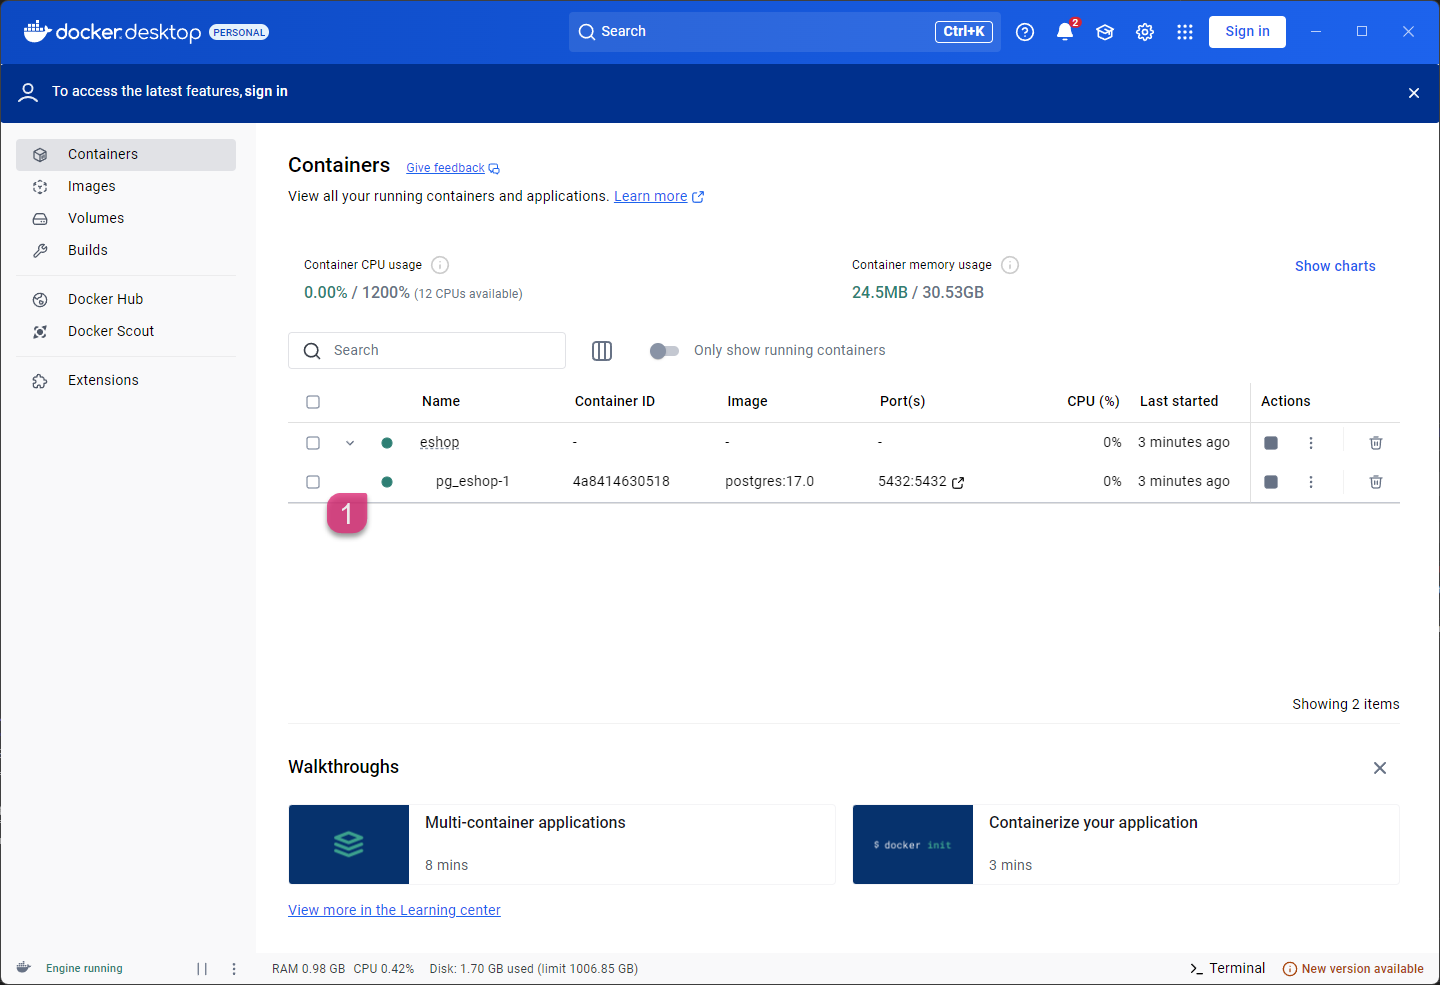 docker.desktop PERSONAL
Search Ctrl+K
2
Sign in
To access the latest features, sign in
Containers
Images
Volumes
Builds
Docker Hub
Docker Scout
Extensions
Containers Give feedback
View all your running containers and applications. Learn more
Container CPU usage
0.00% / 1200% (12 CPUs available)
Container memory usage
24.5MB / 30.53GB
Show charts
Search
Only show running containers
Name Container ID Image Port(s) CPU (%) Last started Actions
eshop - - - 0% 3 minutes ago
pg_eshop-1 4a8414630518 postgres:17.0 5432:5432 0% 3 minutes ago
1
Showing 2 items
Walkthroughs
Multi-container applications
8 mins
$ docker init
Containerize your application
3 mins
View more in the Learning center
Engine running
RAM 0.98 GB CPU 0.42% Disk: 1.70 GB used (limit 1006.85 GB)
Terminal
New version available